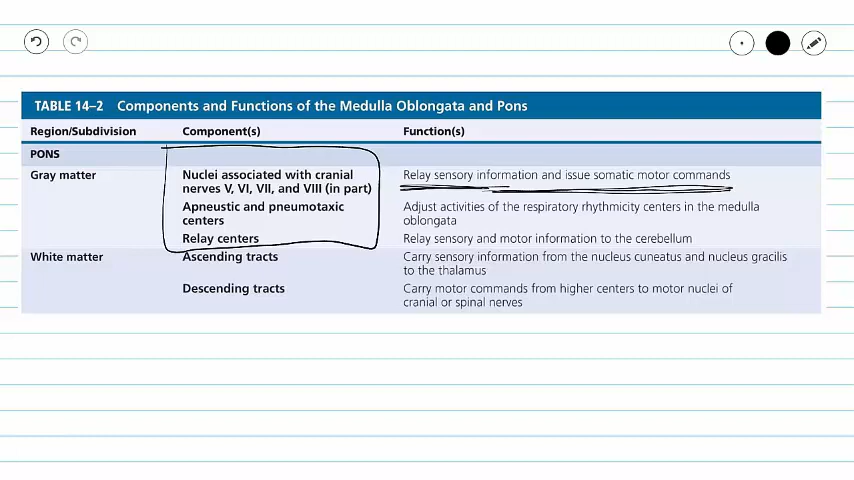 TABLE 14–2 Components and Functions of the Medulla Oblongata and Pons
Region/Subdivision Component(s) Function(s)
PONS
Gray matter Nuclei associated with cranial Relay sensory information and issue somatic motor commands
nerves V, VI, VII, and VIII (in part)
Apneustic and pneumotaxic Adjust activities of the respiratory rhythmicity centers in the medulla
centers oblongata
Relay centers Relay sensory and motor information to the cerebellum
White matter Ascending tracts Carry sensory information from the nucleus cuneatus and nucleus gracilis
to the thalamus
Descending tracts Carry motor commands from higher centers to motor nuclei of
cranial or spinal nerves